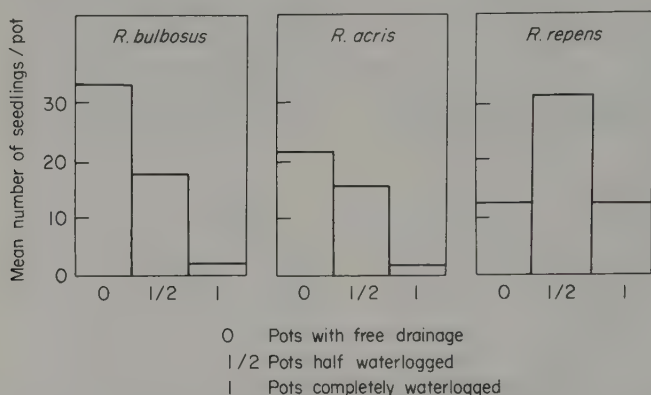 R. bulbosus
R. acris
R. repens
Mean number of seedlings / pot
30
20
10
0
0 1/2 1
0 1/2 1
0 1/2 1
0 Pots with free drainage
1/2 Pots half waterlogged
1 Pots completely waterlogged